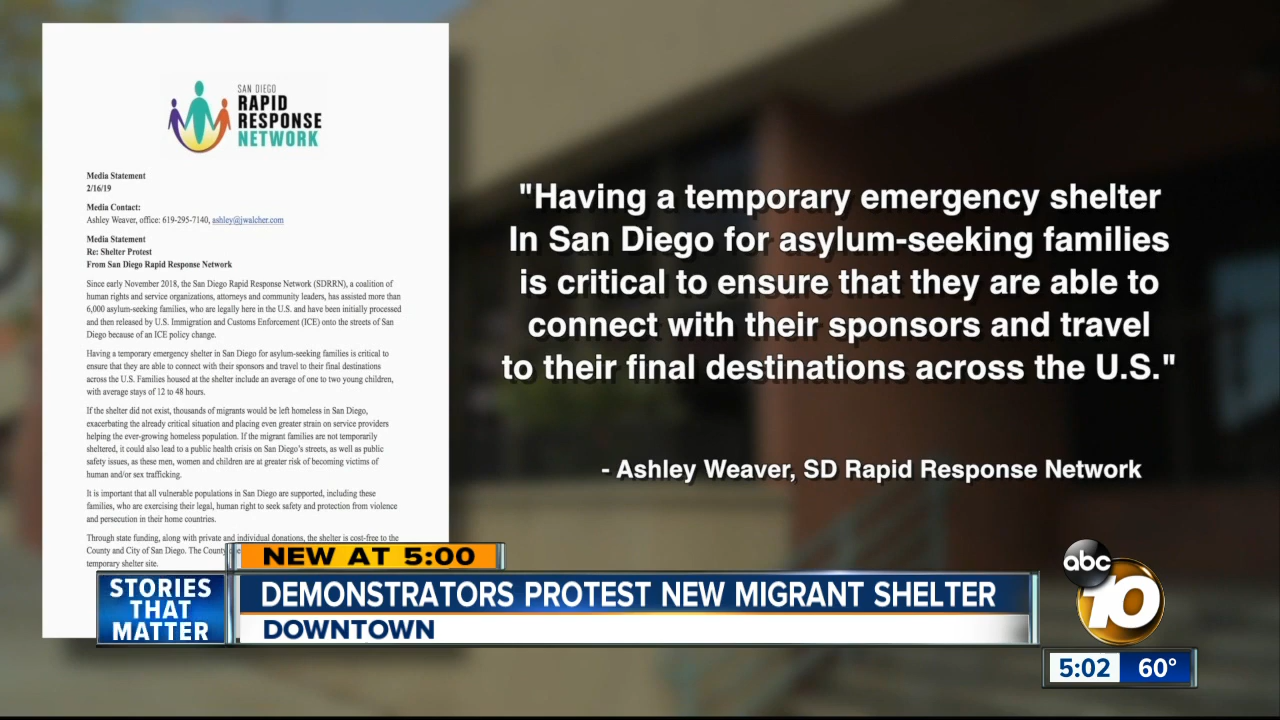 SAN DIEGO
RAPID
RESPONSE
NETWORK
Media Statement
2/16/19
Media Contact:
Ashley Weaver, office: 619-295-7140, ashley@jwalcher.com
Media Statement
Re: Shelter Protest
From San Diego Rapid Response Network
Since early November 2018, the San Diego Rapid Response Network (SDRRN), a coalition of
human rights and service organizations, attorneys and community leaders, has assisted more than
6,000 asylum-seeking families, who are legally here in the U.S. and have been initially processed
and then released by U.S. Immigration and Customs Enforcement (ICE) onto the streets of San
Diego because of an ICE policy change.
Having a temporary emergency shelter in San Diego for asylum-seeking families is critical to
ensure that they are able to connect with their sponsors and travel to their final destinations
across the U.S. Families housed at the shelter include an average of one to two young children,
with average stays of 12 to 48 hours.
If the shelter did not exist, thousands of migrants would be left homeless in San Diego,
exacerbating the already critical situation and placing even greater strain on service providers
helping the ever-growing homeless population. If the migrant families are not temporarily
sheltered, it could also lead to a public health crisis on San Diego's streets, as well as public
safety issues, as these men, women and children are at greater risk of becoming victims of
human and/or sex trafficking.
It is important that all vulnerable populations in San Diego are supported, including these
families, who are exercising their legal, human right to seek safety and protection from violence
and persecution in their home countries.
Through state funding, along with private and individual donations, the shelter is cost-free to the
County and City of San Diego. The County
temporary shelter site.
"Having a temporary emergency shelter
In San Diego for asylum-seeking families
is critical to ensure that they are able to
connect with their sponsors and travel
to their final destinations across the U.S."
- Ashley Weaver, SD Rapid Response Network
NEW AT 5:00
STORIES
THAT
MATTER
DEMONSTRATORS PROTEST NEW MIGRANT SHELTER
DOWNTOWN
abc
10
5:02 60°